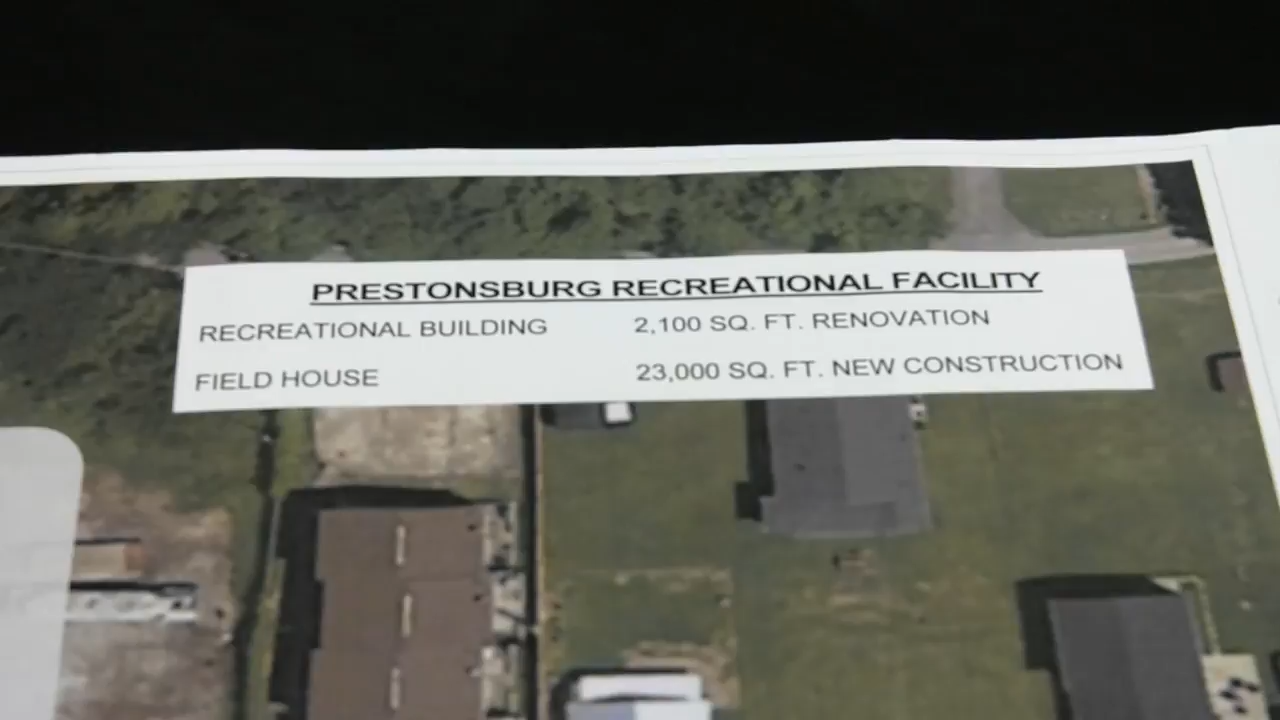 PRESTONSBURG RECREATIONAL FACILITY
RECREATIONAL BUILDING 2,100 SQ. FT. RENOVATION
FIELD HOUSE 23,000 SQ. FT. NEW CONSTRUCTION